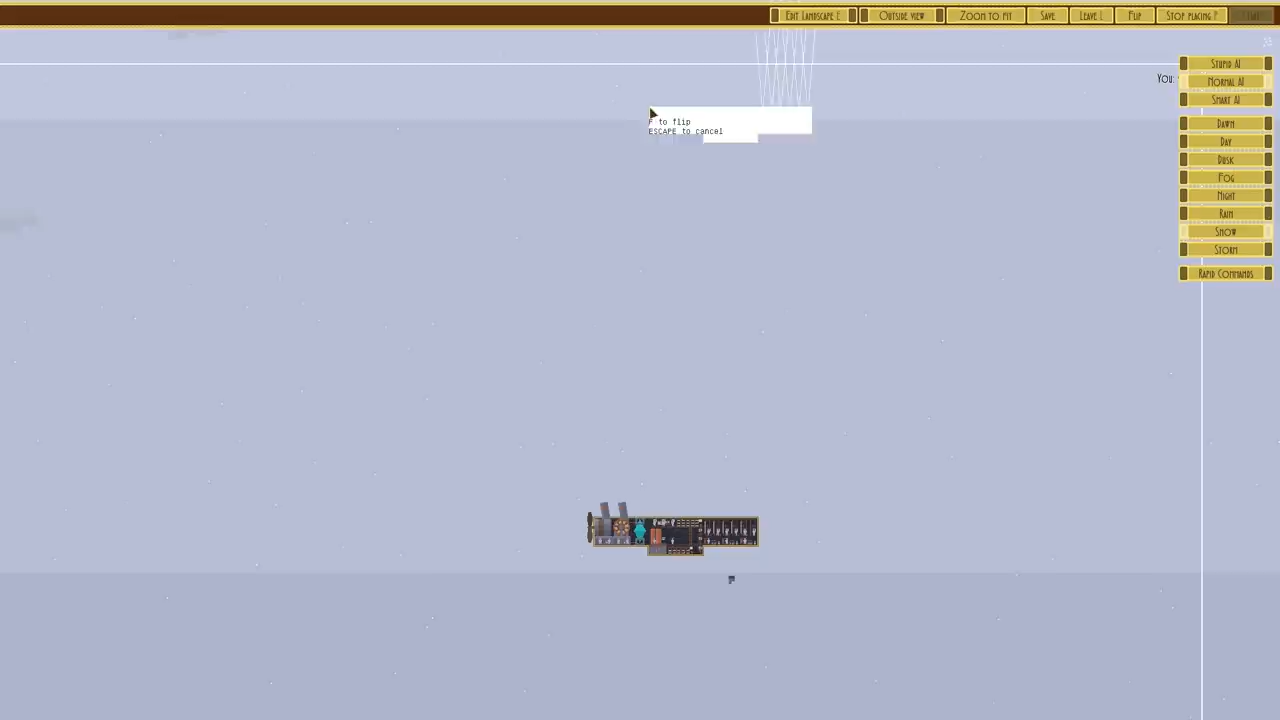 Edit Landscape E
Outside view
Zoom to fit
Save
Leave L
Flip
Stop placing P
You:
Stupid AI
Normal AI
Smart AI
Dawn
Day
Dusk
Fog
Night
Rain
Snow
Storm
Rapid Commands
F to flip
ESCAPE to cancel